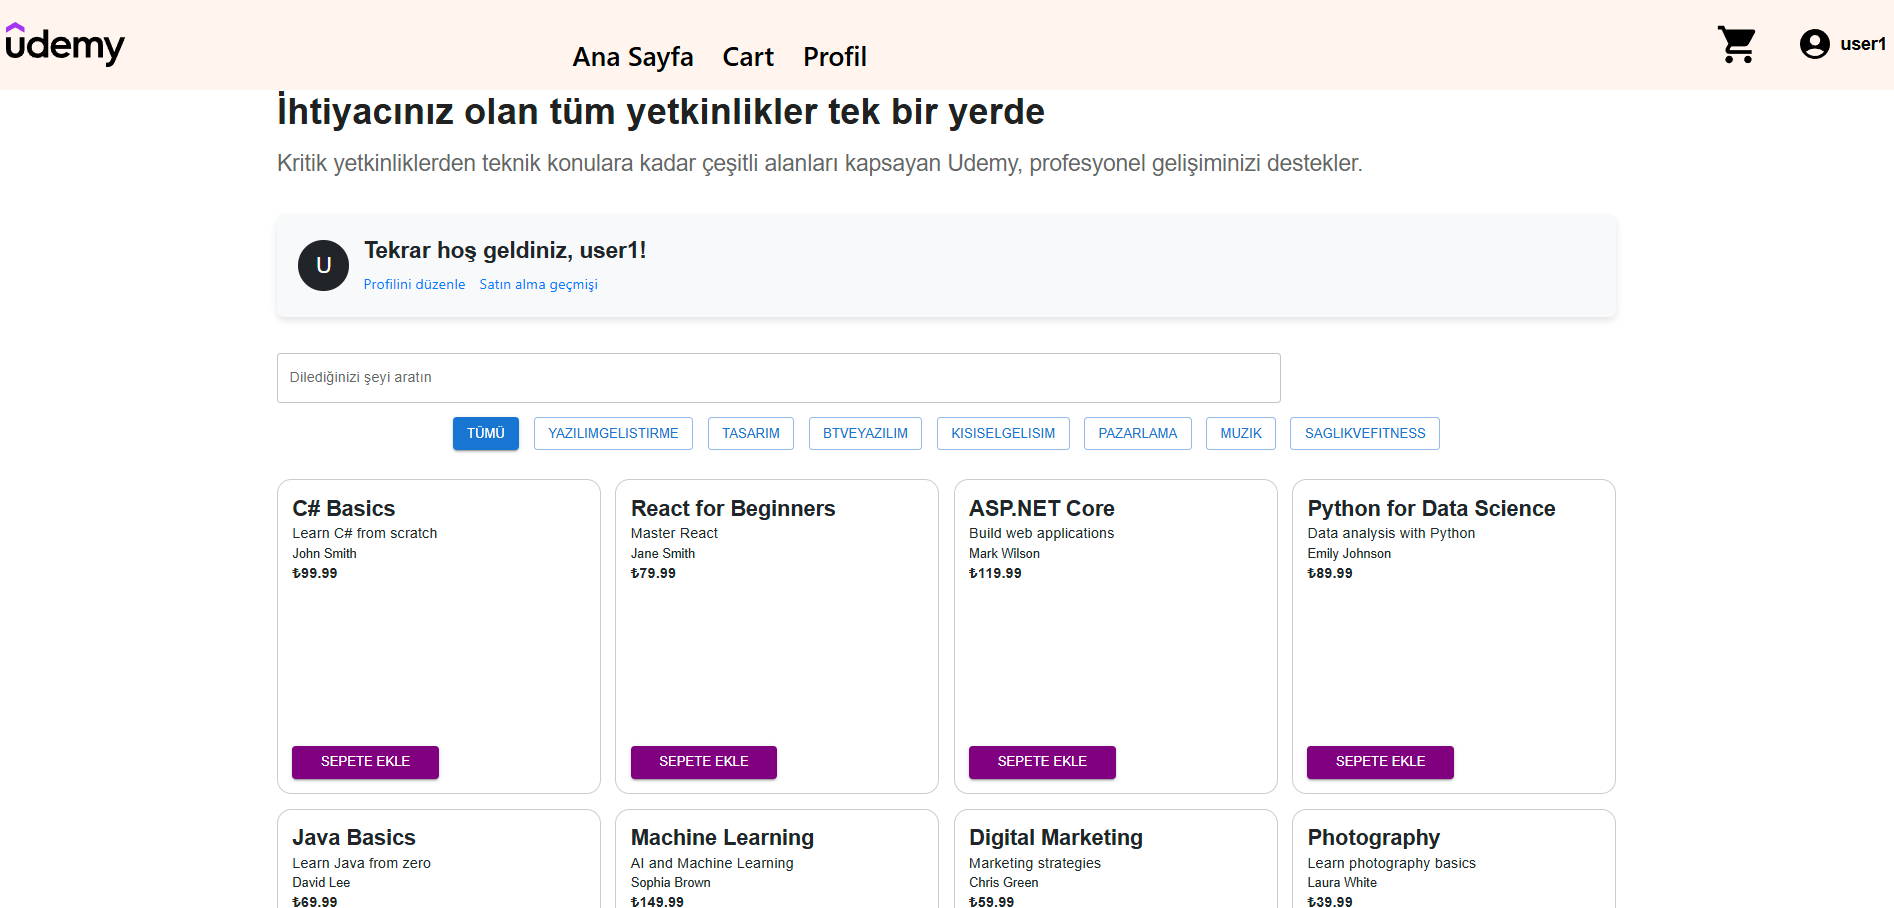 udemy
Ana Sayfa Cart Profil
user1
İhtiyacınız olan tüm yetkinlikler tek bir yerde
Kritik yetkinliklerden teknik konulara kadar çeşitli alanları kapsayan Udemy, profesyonel gelişiminizi destekler.
U
Tekrar hoş geldiniz, user1!
Profilini düzenle Satın alma geçmişi
Dilediğinizi şeyi aratın
TÜMÜ YAZILIMGELISTIRME TASARIM BTVEYAZILIM KISISELGELISIM PAZARLAMA MUZIK SAGLIKVEFITNESS
C# Basics
Learn C# from scratch
John Smith
₺99.99
SEPETE EKLE
React for Beginners
Master React
Jane Smith
₺79.99
SEPETE EKLE
ASP.NET Core
Build web applications
Mark Wilson
₺119.99
SEPETE EKLE
Python for Data Science
Data analysis with Python
Emily Johnson
₺89.99
SEPETE EKLE
Java Basics
Learn Java from zero
David Lee
₺69.99
Machine Learning
AI and Machine Learning
Sophia Brown
₺149.99
Digital Marketing
Marketing strategies
Chris Green
₺59.99
Photography
Learn photography basics
Laura White
₺39.99